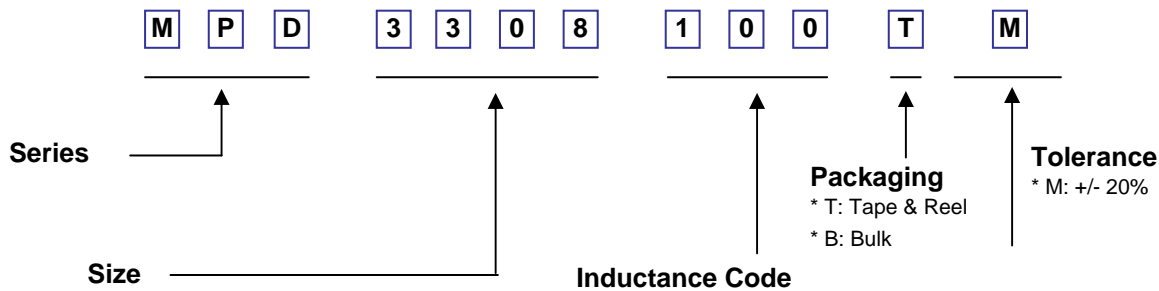 M P D 3 3 0 8 1 0 0 T M
Series
Tolerance
* M: +/- 20%
Packaging
* T: Tape & Reel
* B: Bulk
Size
Inductance Code